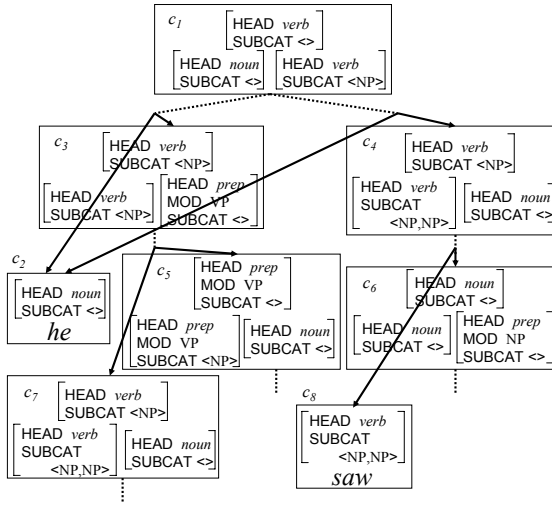 c1
HEAD verb
SUBCAT <>
HEAD noun HEAD verb
SUBCAT <> SUBCAT <NP>
c3
HEAD verb
SUBCAT <NP>
HEAD verb HEAD prep
SUBCAT <NP> MOD VP
SUBCAT <>
c4
HEAD verb
SUBCAT <NP>
HEAD verb HEAD noun
SUBCAT SUBCAT <>
<NP,NP>
c2
HEAD noun
SUBCAT <>
he
c5
HEAD prep
MOD VP
SUBCAT <>
HEAD prep HEAD noun
MOD VP SUBCAT <>
SUBCAT <NP>
c6
HEAD noun
SUBCAT <>
HEAD noun HEAD prep
SUBCAT <> MOD NP
SUBCAT <>
c7
HEAD verb
SUBCAT <NP>
HEAD verb HEAD noun
SUBCAT SUBCAT <>
<NP,NP>
c8
HEAD verb
SUBCAT
<NP,NP>
saw